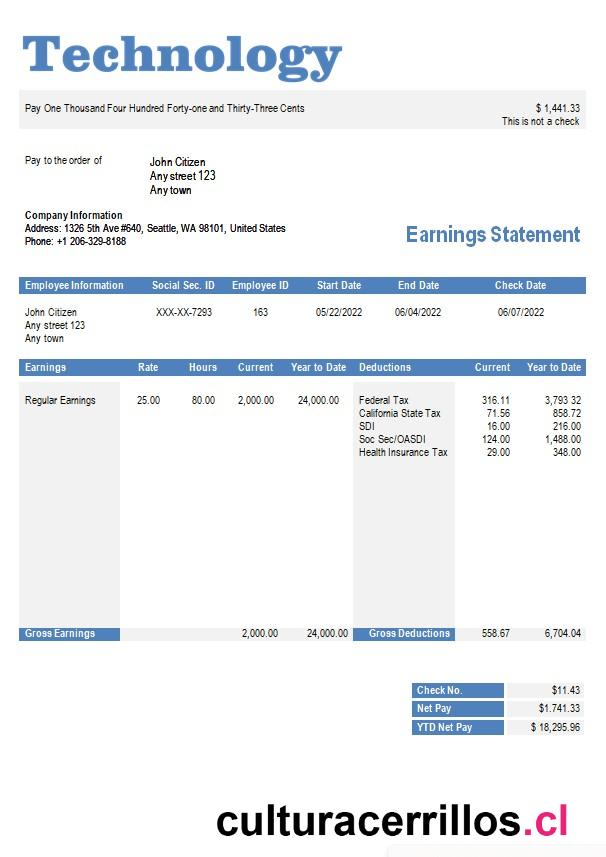 Technology
Pay One Thousand Four Hundred Forty-one and Thirty-Three Cents $ 1,441.33
This is not a check
Pay to the order of John Citizen
Any street 123
Any town
Company Information
Address: 1326 5th Ave #640, Seattle, WA 98101, United States
Phone: +1 206-329-8188
Earnings Statement
Employee Information Social Sec. ID Employee ID Start Date End Date Check Date
John Citizen XXX-XX-7293 163 05/22/2022 06/04/2022 06/07/2022
Any street 123
Any town
Earnings Rate Hours Current Year to Date Deductions Current Year to Date
Regular Earnings 25.00 80.00 2,000.00 24,000.00 Federal Tax 316.11 3,793 32
California State Tax 71.56 858.72
SDI 16.00 216.00
Soc Sec/OASDI 124.00 1,488.00
Health Insurance Tax 29.00 348.00
Gross Earnings 2,000.00 24,000.00 Gross Deductions 558.67 6,704.04
Check No. $11.43
Net Pay $1.741.33
YTD Net Pay $ 18,295.96
culturacerrillos.cl